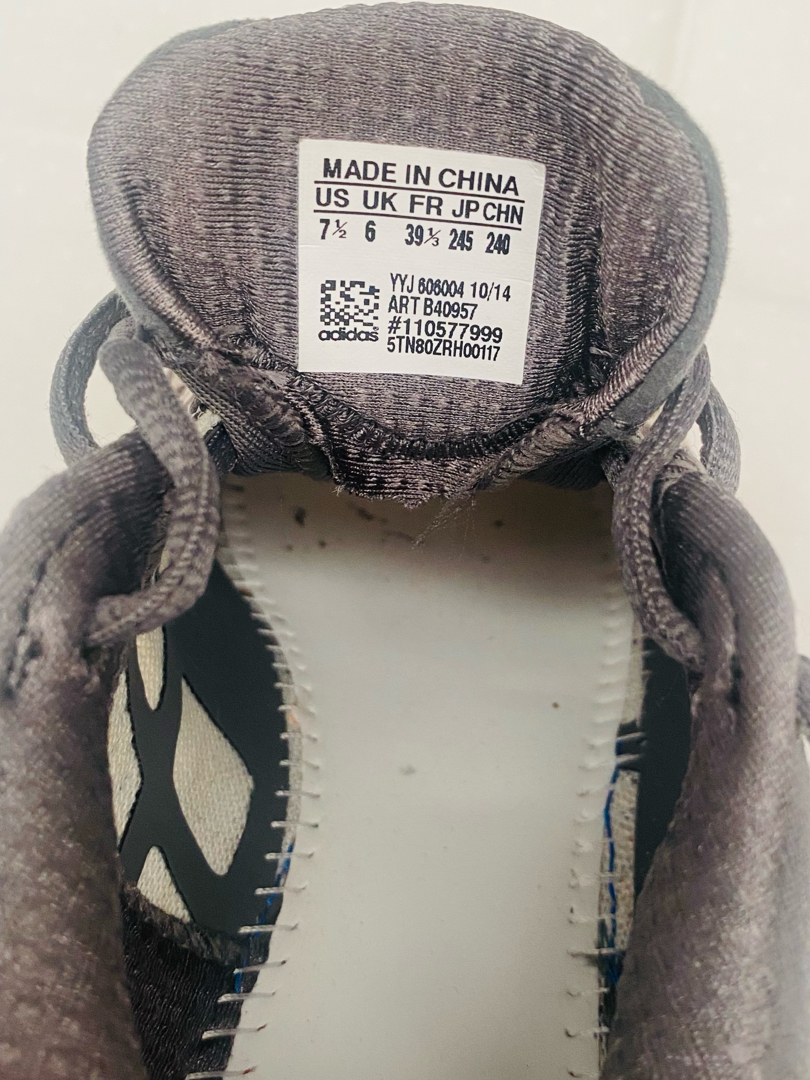 MADE IN CHINA
US UK FR JP CHN
7½ 6 39⅓ 245 240
YYJ 606004 10/14
ART B40957
#110577999
adidas 5TN80ZRH00117